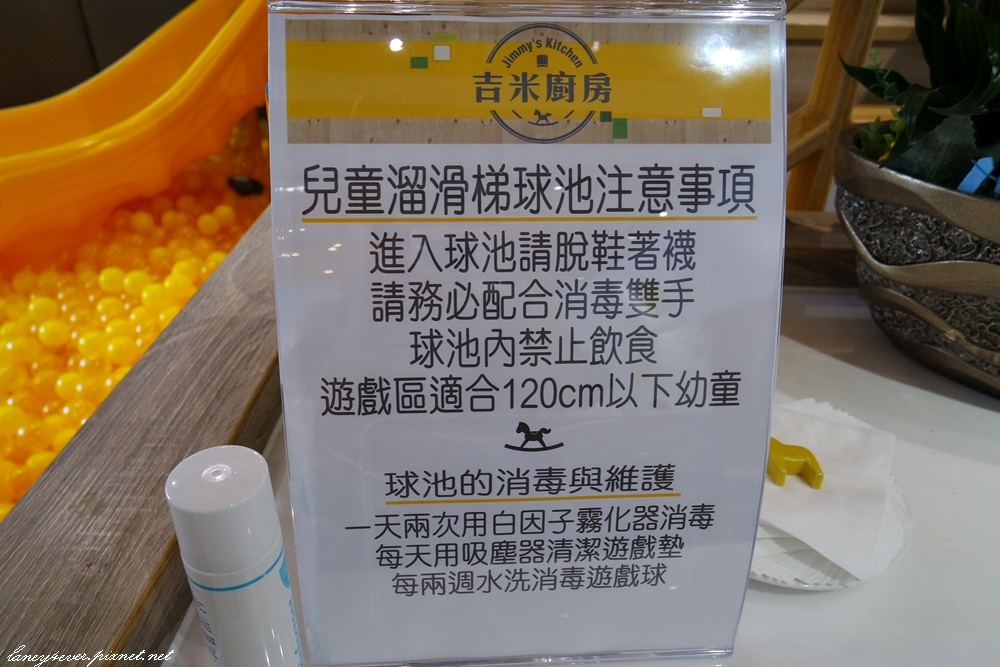 Jimmy's Kitchen
吉米廚房
兒童溜滑梯球池注意事項
進入球池請脫鞋著襪
請務必配合消毒雙手
球池內禁止飲食
遊戲區適合120cm以下幼童
球池的消毒與維護
一天兩次用白因子霧化器消毒
每天用吸塵器清潔遊戲墊
每兩週水洗消毒遊戲球
laney4ever.pixnet.net